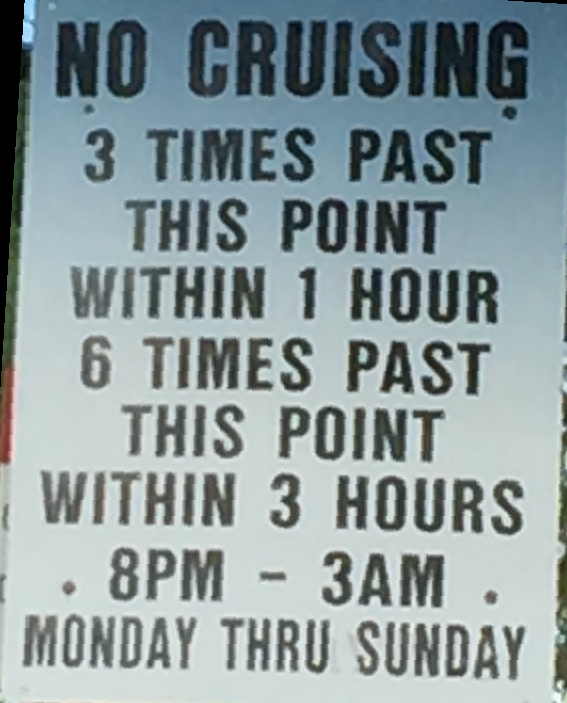 NO CRUISING
3 TIMES PAST
THIS POINT
WITHIN 1 HOUR
6 TIMES PAST
THIS POINT
WITHIN 3 HOURS
8PM - 3AM
MONDAY THRU SUNDAY